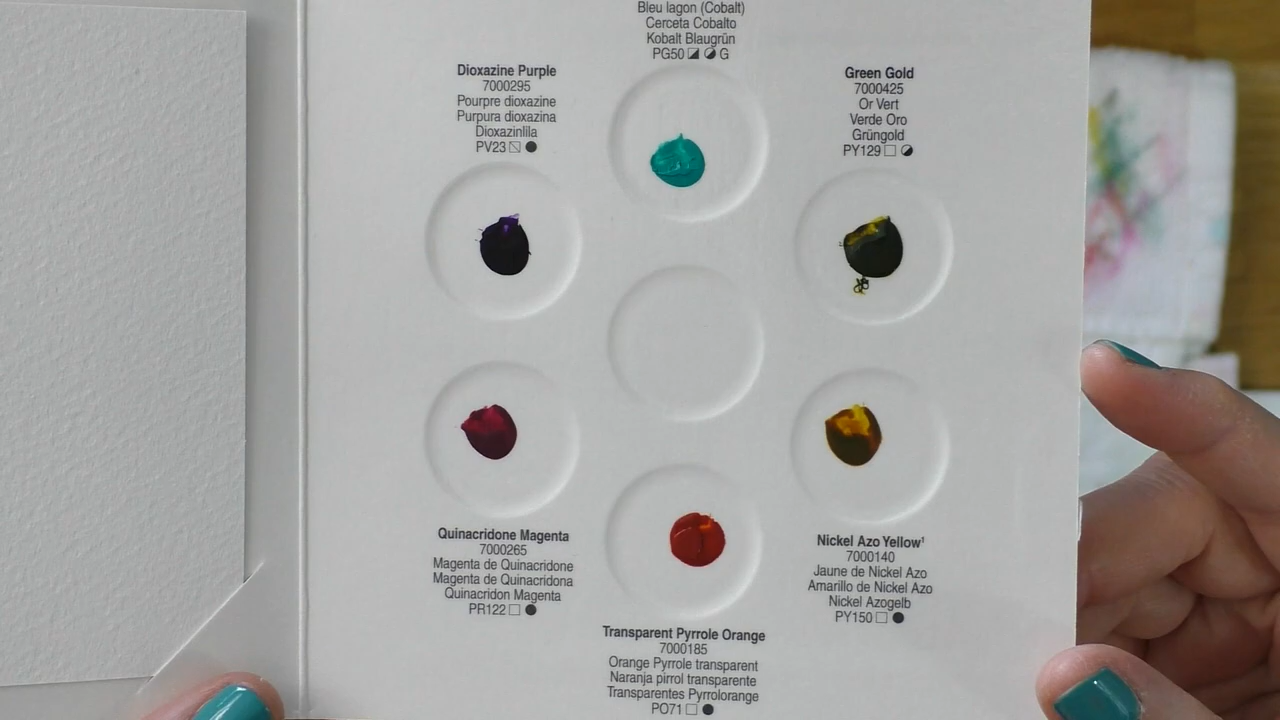 Bleu lagon (Cobalt)
Cerceta Cobalto
Kobalt Blaugrün
PG50 G
Dioxazine Purple
7000295
Pourpre dioxazine
Purpura dioxazina
Dioxazinlila
PV23
Green Gold
7000425
Or Vert
Verde Oro
Grüngold
PY129
Quinacridone Magenta
7000265
Magenta de Quinacridone
Magenta de Quinacridona
Quinacridon Magenta
PR122
Nickel Azo Yellow¹
7000140
Jaune de Nickel Azo
Amarillo de Nickel Azo
Nickel Azogelb
PY150
Transparent Pyrrole Orange
7000185
Orange Pyrrole transparent
Naranja pirrol transparente
Transparentes Pyrrolorange
PO71